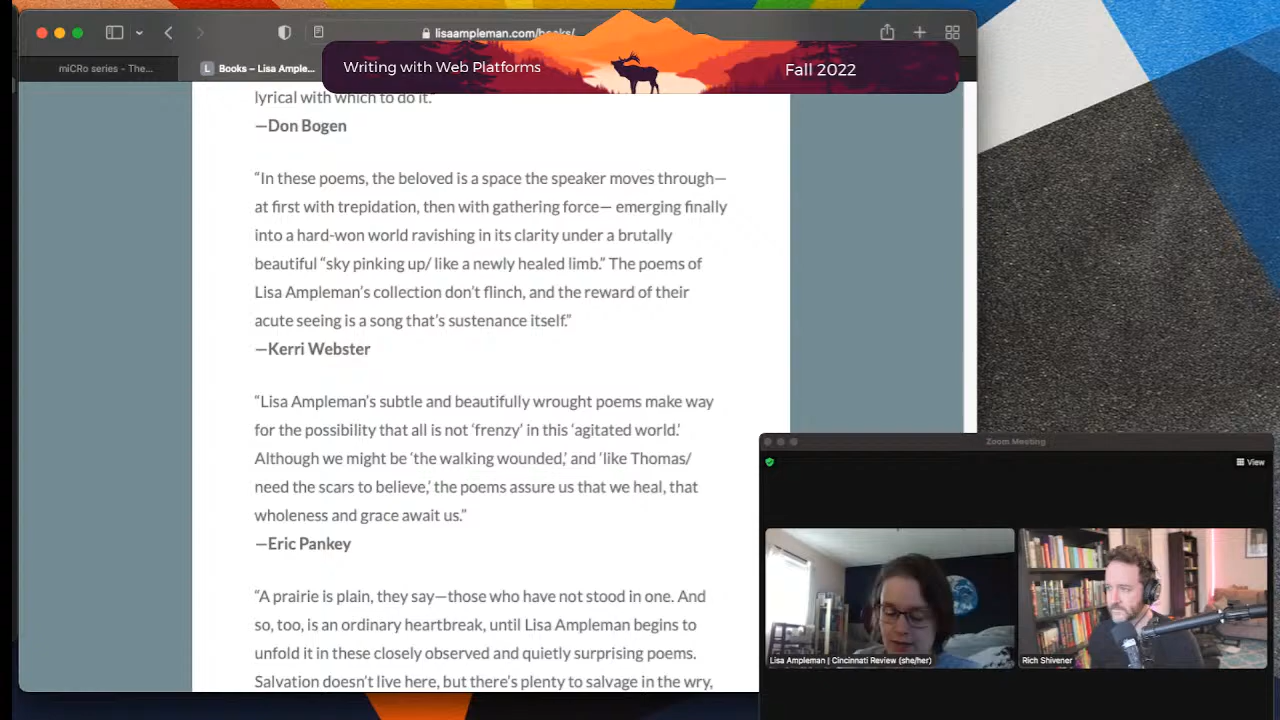 lisaampleman.com/books/
miCRo series - The...
L Books – Lisa Ample...
Writing with Web Platforms
Fall 2022
lyrical with which to do it.”
—Don Bogen
“In these poems, the beloved is a space the speaker moves through—
at first with trepidation, then with gathering force— emerging finally
into a hard-won world ravishing in its clarity under a brutally
beautiful “sky pinking up/ like a newly healed limb.” The poems of
Lisa Ampleman’s collection don’t flinch, and the reward of their
acute seeing is a song that’s sustenance itself.”
—Kerri Webster
“Lisa Ampleman’s subtle and beautifully wrought poems make way
for the possibility that all is not ‘frenzy’ in this ‘agitated world.’
Although we might be ‘the walking wounded,’ and ‘like Thomas/
need the scars to believe,’ the poems assure us that we heal, that
wholeness and grace await us.”
—Eric Pankey
“A prairie is plain, they say—those who have not stood in one. And
so, too, is an ordinary heartbreak, until Lisa Ampleman begins to
unfold it in these closely observed and quietly surprising poems.
Salvation doesn’t live here, but there’s plenty to salvage in the wry,
Zoom Meeting
View
Lisa Ampleman | Cincinnati Review (she/her)
Rich Shivener